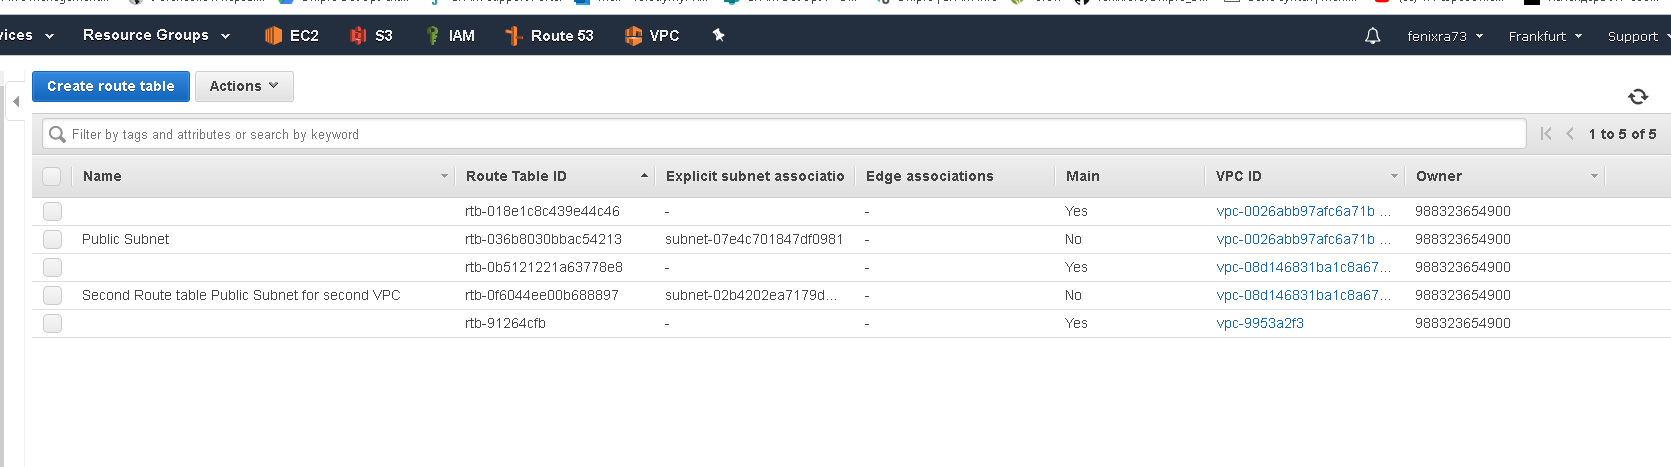 ices Resource Groups EC2 S3 IAM Route 53 VPC fenixra73 Frankfurt Support
Create route table Actions
Filter by tags and attributes or search by keyword 1 to 5 of 5
Name Route Table ID Explicit subnet associatio Edge associations Main VPC ID Owner
rtb-018e1c8c439e44c46 - - Yes vpc-0026abb97afc6a71b ... 988323654900
Public Subnet rtb-036b8030bbac54213 subnet-07e4c701847df0981 - No vpc-0026abb97afc6a71b ... 988323654900
rtb-0b5121221a63778e8 - - Yes vpc-08d146831ba1c8a67... 988323654900
Second Route table Public Subnet for second VPC rtb-0f6044ee00b688897 subnet-02b4202ea7179d... - No vpc-08d146831ba1c8a67... 988323654900
rtb-91264cfb - - Yes vpc-9953a2f3 988323654900